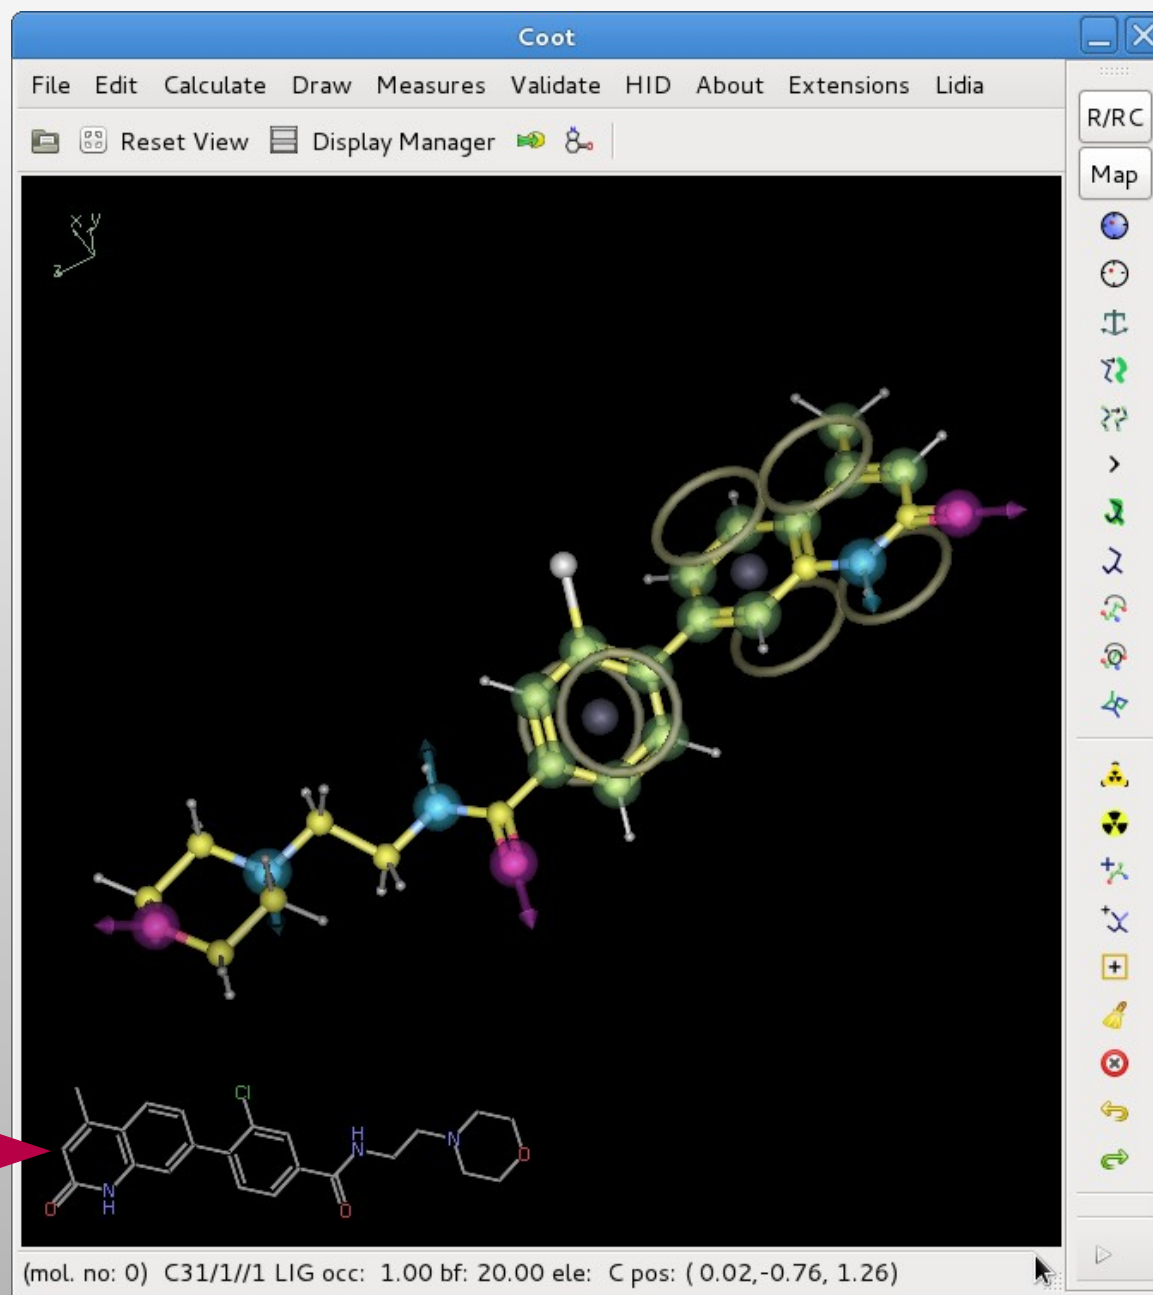 Coot
File Edit Calculate Draw Measures Validate HID About Extensions Lidia
R/RC
Reset View Display Manager
Map
x y
z
Cl
H
N
N
O
O
N
H
O
(mol. no: 0) C31/1//1 LIG occ: 1.00 bf: 20.00 ele: C pos: ( 0.02,-0.76, 1.26)